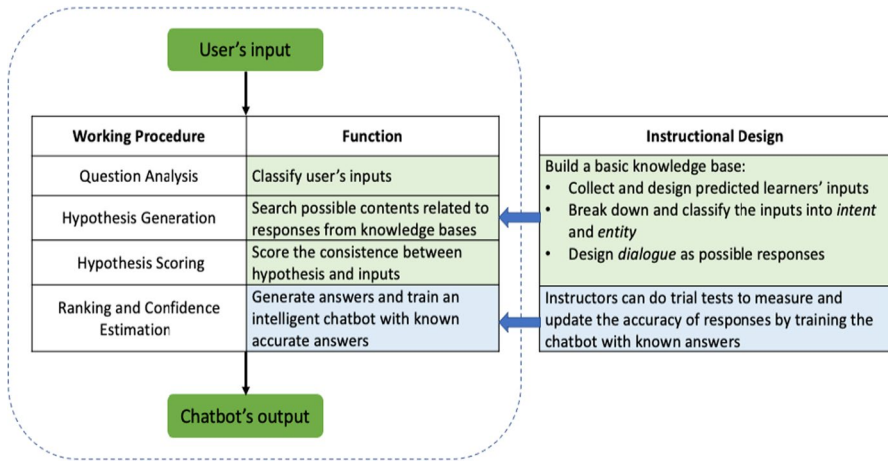 User's input
Working Procedure
Function
Instructional Design
Question Analysis
Classify user's inputs
Build a basic knowledge base:
• Collect and design predicted learners' inputs
• Break down and classify the inputs into intent
and entity
• Design dialogue as possible responses
Hypothesis Generation
Search possible contents related to
responses from knowledge bases
Hypothesis Scoring
Score the consistence between
hypothesis and inputs
Ranking and Confidence
Estimation
Generate answers and train an
intelligent chatbot with known
accurate answers
Instructors can do trial tests to measure and
update the accuracy of responses by training the
chatbot with known answers
Chatbot's output